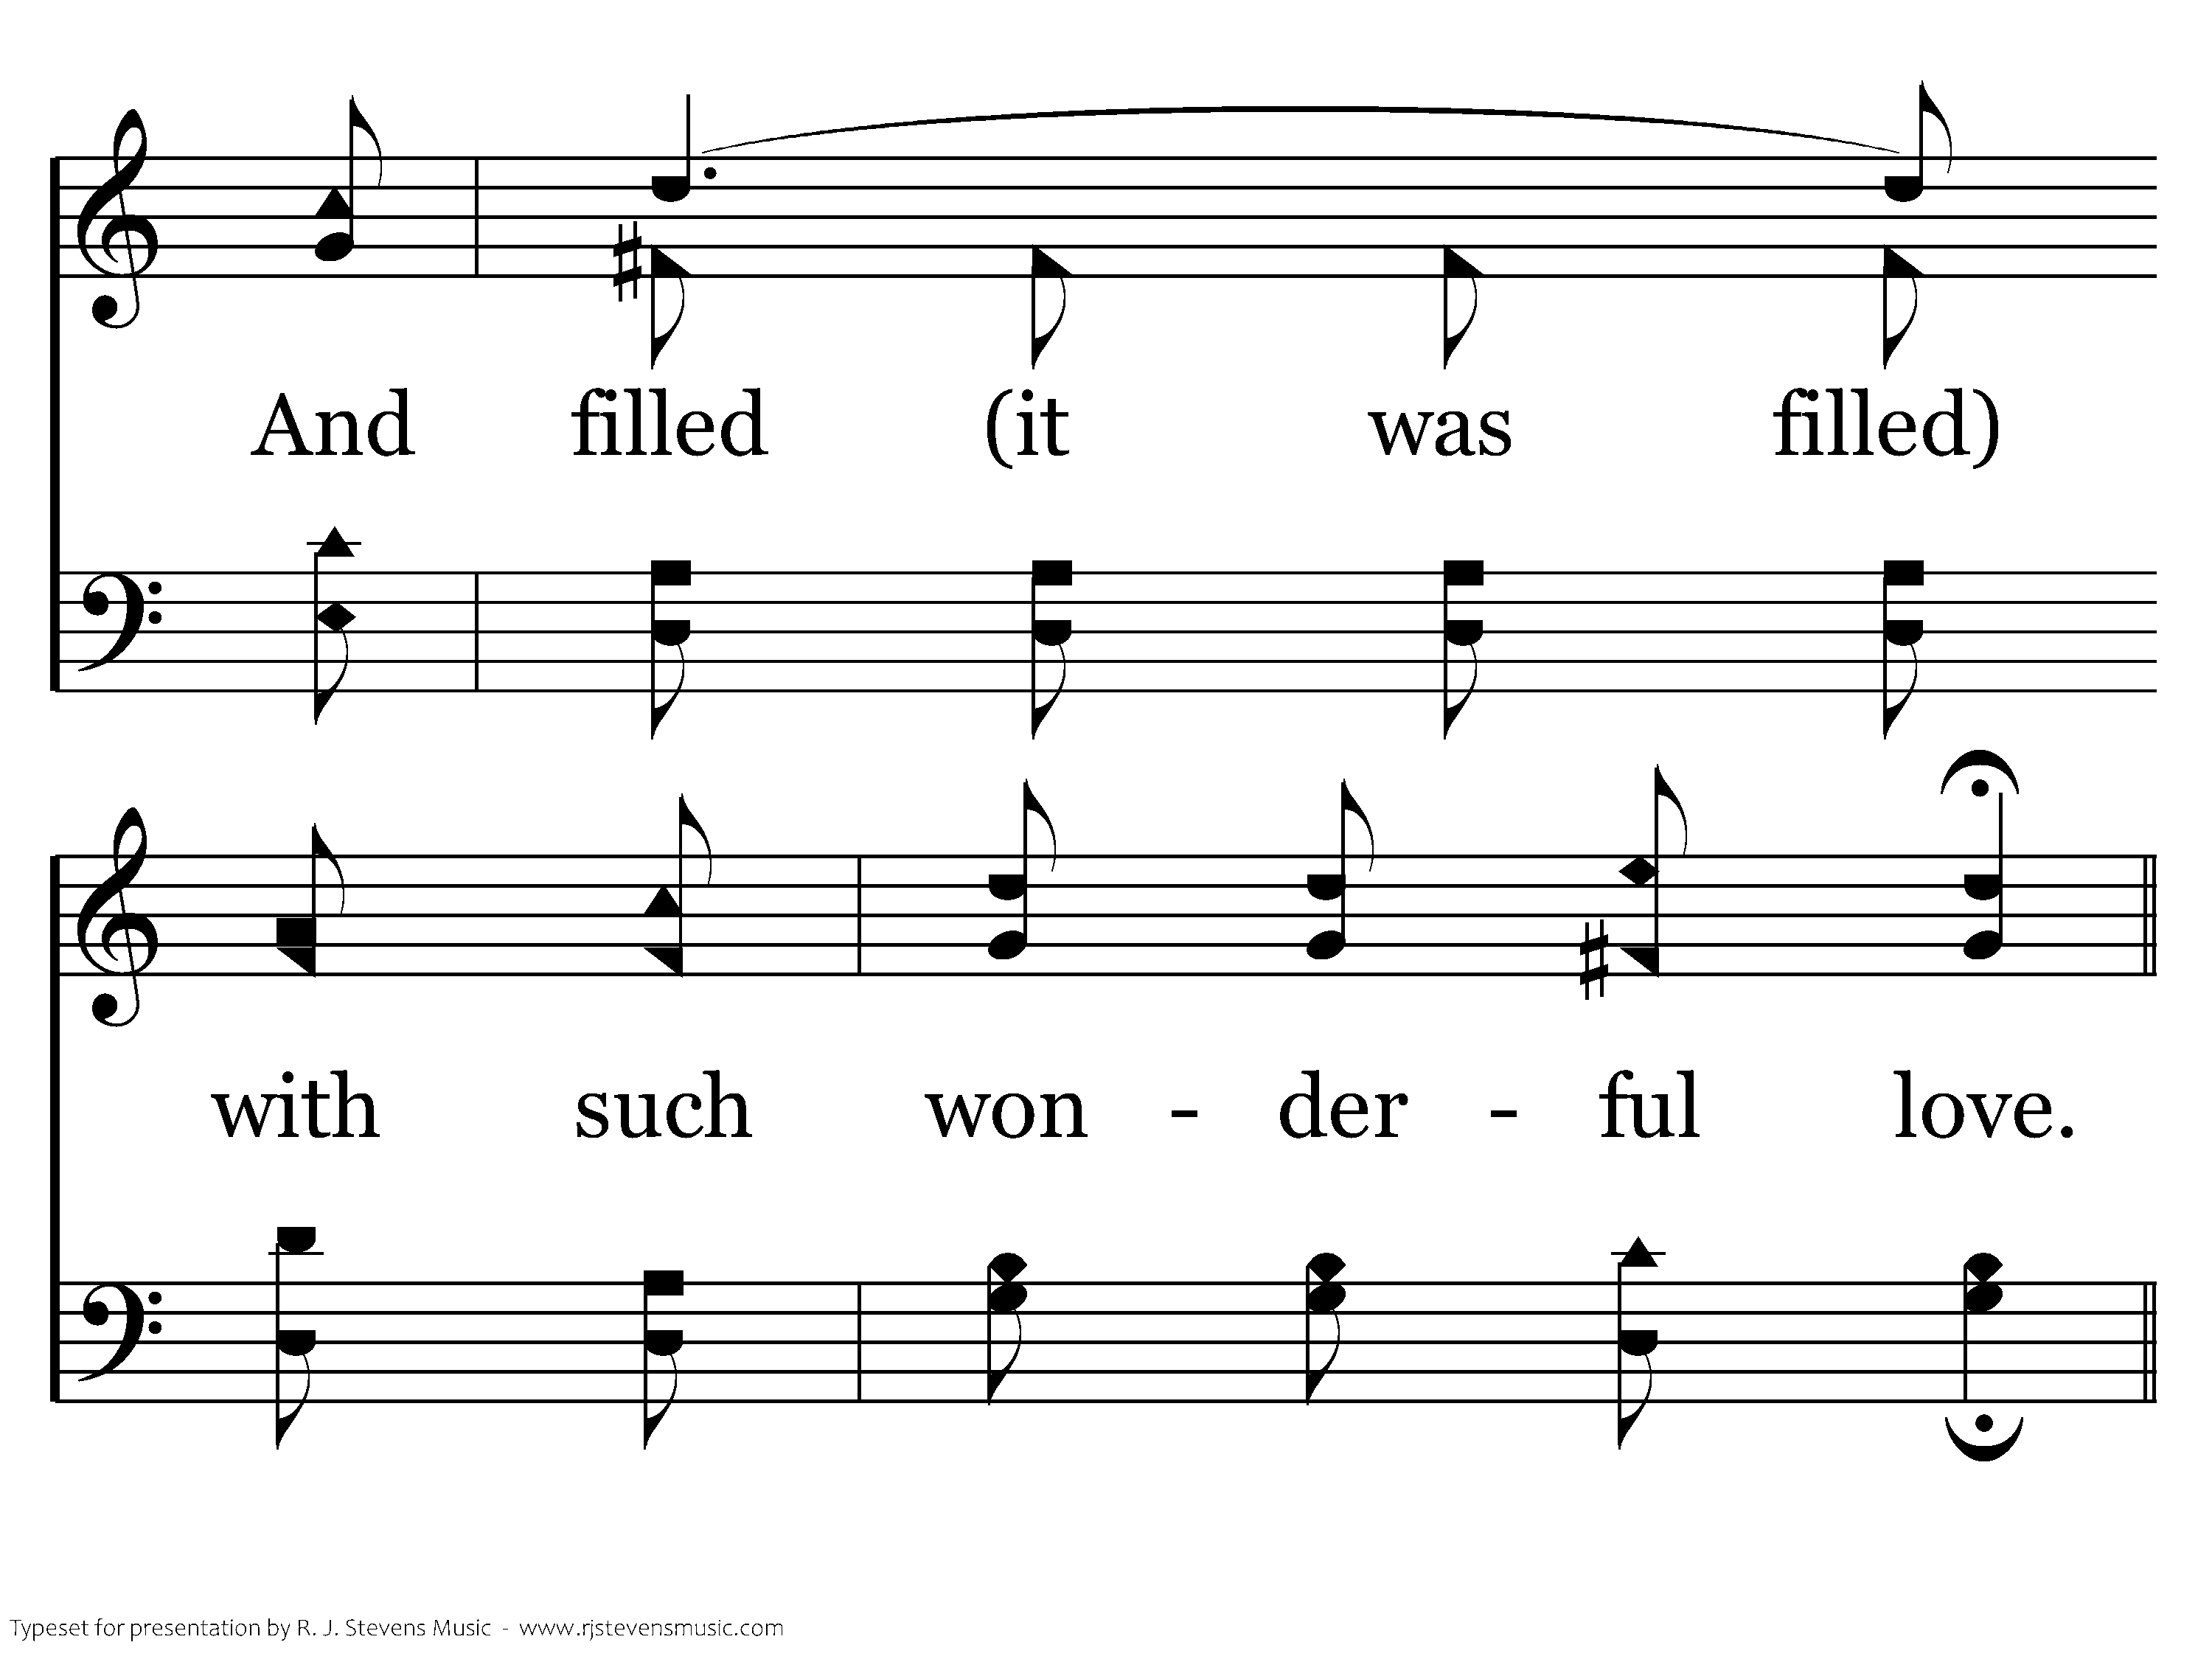 And filled (it was filled)
with such won - der - ful love.
Typeset for presentation by R. J. Stevens Music - www.rjstevensmusic.com